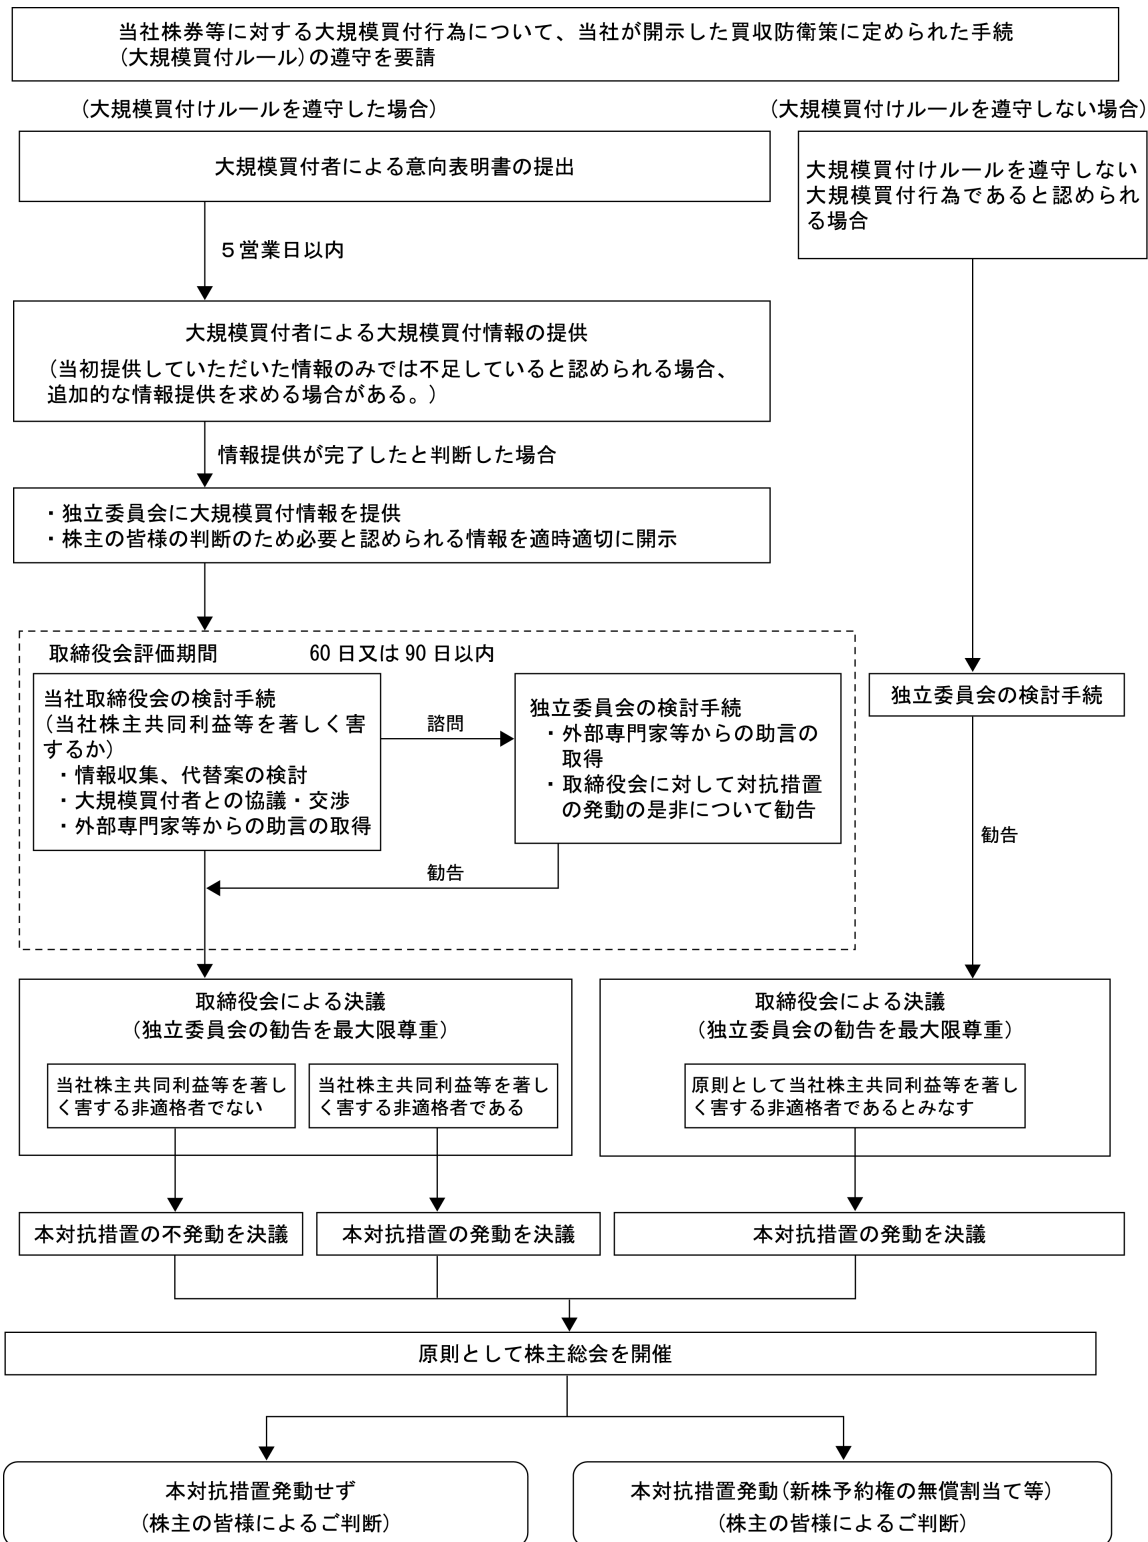 当社株券等に対する大規模買付行為について、当社が開示した買収防衛策に定められた手続
(大規模買付ルール)の遵守を要請
(大規模買付けルールを遵守した場合)
(大規模買付けルールを遵守しない場合)
大規模買付者による意向表明書の提出
大規模買付けルールを遵守しない
大規模買付行為であると認められ
る場合
5営業日以内
大規模買付者による大規模買付情報の提供
(当初提供していただいた情報のみでは不足していると認められる場合、
追加的な情報提供を求める場合がある。)
情報提供が完了したと判断した場合
・独立委員会に大規模買付情報を提供
・株主の皆様の判断のため必要と認められる情報を適時適切に開示
取締役会評価期間 60日又は90日以内
当社取締役会の検討手続
(当社株主共同利益等を著しく害
するか)
・情報収集、代替案の検討
・大規模買付者との協議・交渉
・外部専門家等からの助言の取得
諮問
独立委員会の検討手続
・外部専門家等からの助言の
取得
・取締役会に対して対抗措置
の発動の是非について勧告
勧告
独立委員会の検討手続
勧告
取締役会による決議
(独立委員会の勧告を最大限尊重)
当社株主共同利益等を著し
く害する非適格者でない
当社株主共同利益等を著し
く害する非適格者である
取締役会による決議
(独立委員会の勧告を最大限尊重)
原則として当社株主共同利益等を著し
く害する非適格者であるとみなす
本対抗措置の不発動を決議
本対抗措置の発動を決議
本対抗措置の発動を決議
原則として株主総会を開催
本対抗措置発動せず
(株主の皆様によるご判断)
本対抗措置発動(新株予約権の無償割当て等)
(株主の皆様によるご判断)